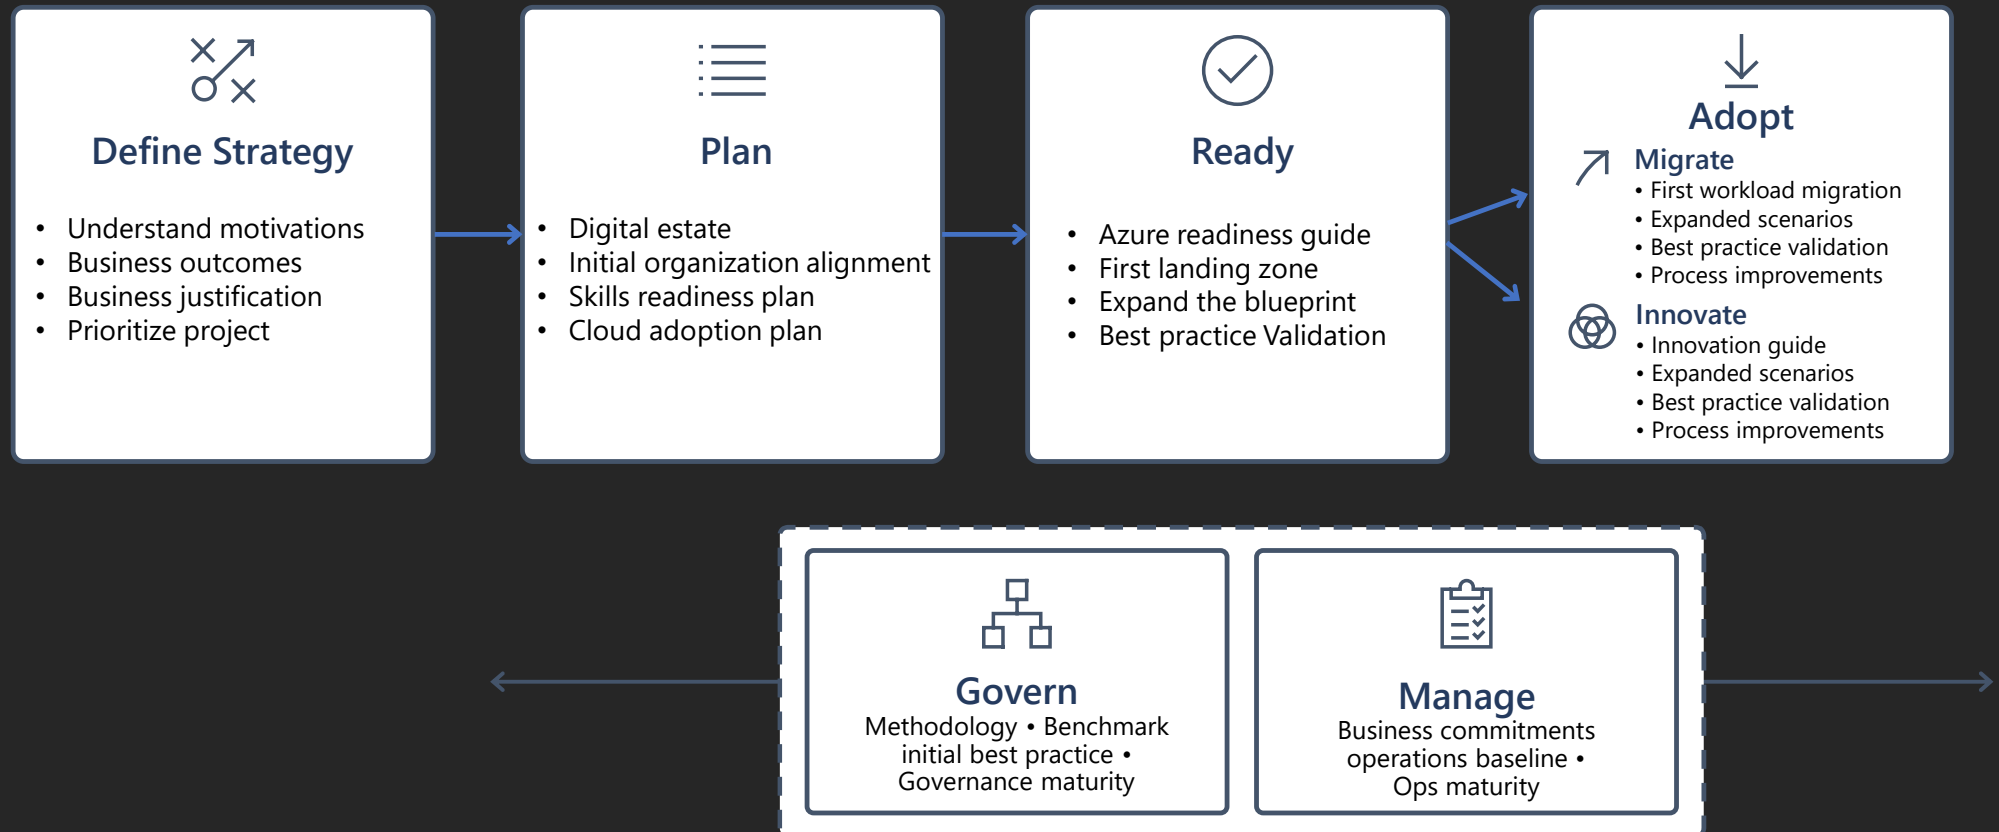 Define Strategy
• Understand motivations
• Business outcomes
• Business justification
• Prioritize project
Plan
• Digital estate
• Initial organization alignment
• Skills readiness plan
• Cloud adoption plan
Ready
• Azure readiness guide
• First landing zone
• Expand the blueprint
• Best practice Validation
Adopt
Migrate
• First workload migration
• Expanded scenarios
• Best practice validation
• Process improvements
Innovate
• Innovation guide
• Expanded scenarios
• Best practice validation
• Process improvements
Govern
Methodology • Benchmark
initial best practice •
Governance maturity
Manage
Business commitments
operations baseline •
Ops maturity